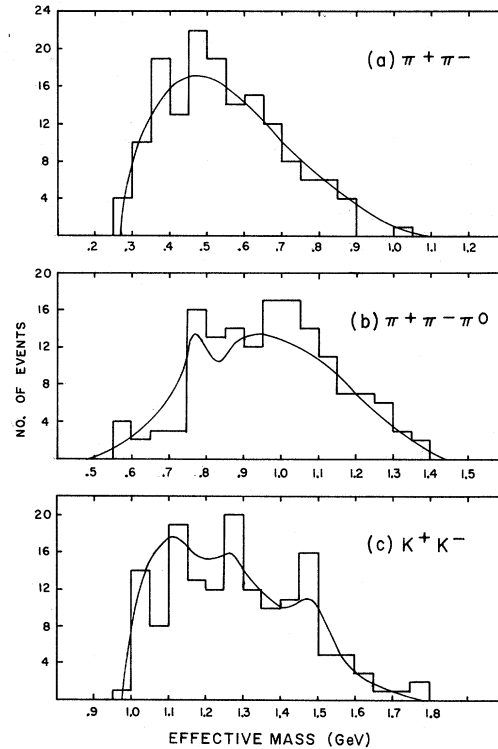 24
20
16
12
8
4
(a) π + π -
.2 .3 .4 .5 .6 .7 .8 .9 1.0 1.1 1.2
20
16
12
8
4
(b) π + π - π O
.5 .6 .7 .8 .9 1.0 1.1 1.2 1.3 1.4 1.5
20
16
12
8
4
(c) K⁺ K⁻
.9 1.0 1.1 1.2 1.3 1.4 1.5 1.6 1.7 1.8
NO. OF EVENTS
EFFECTIVE MASS (GeV)